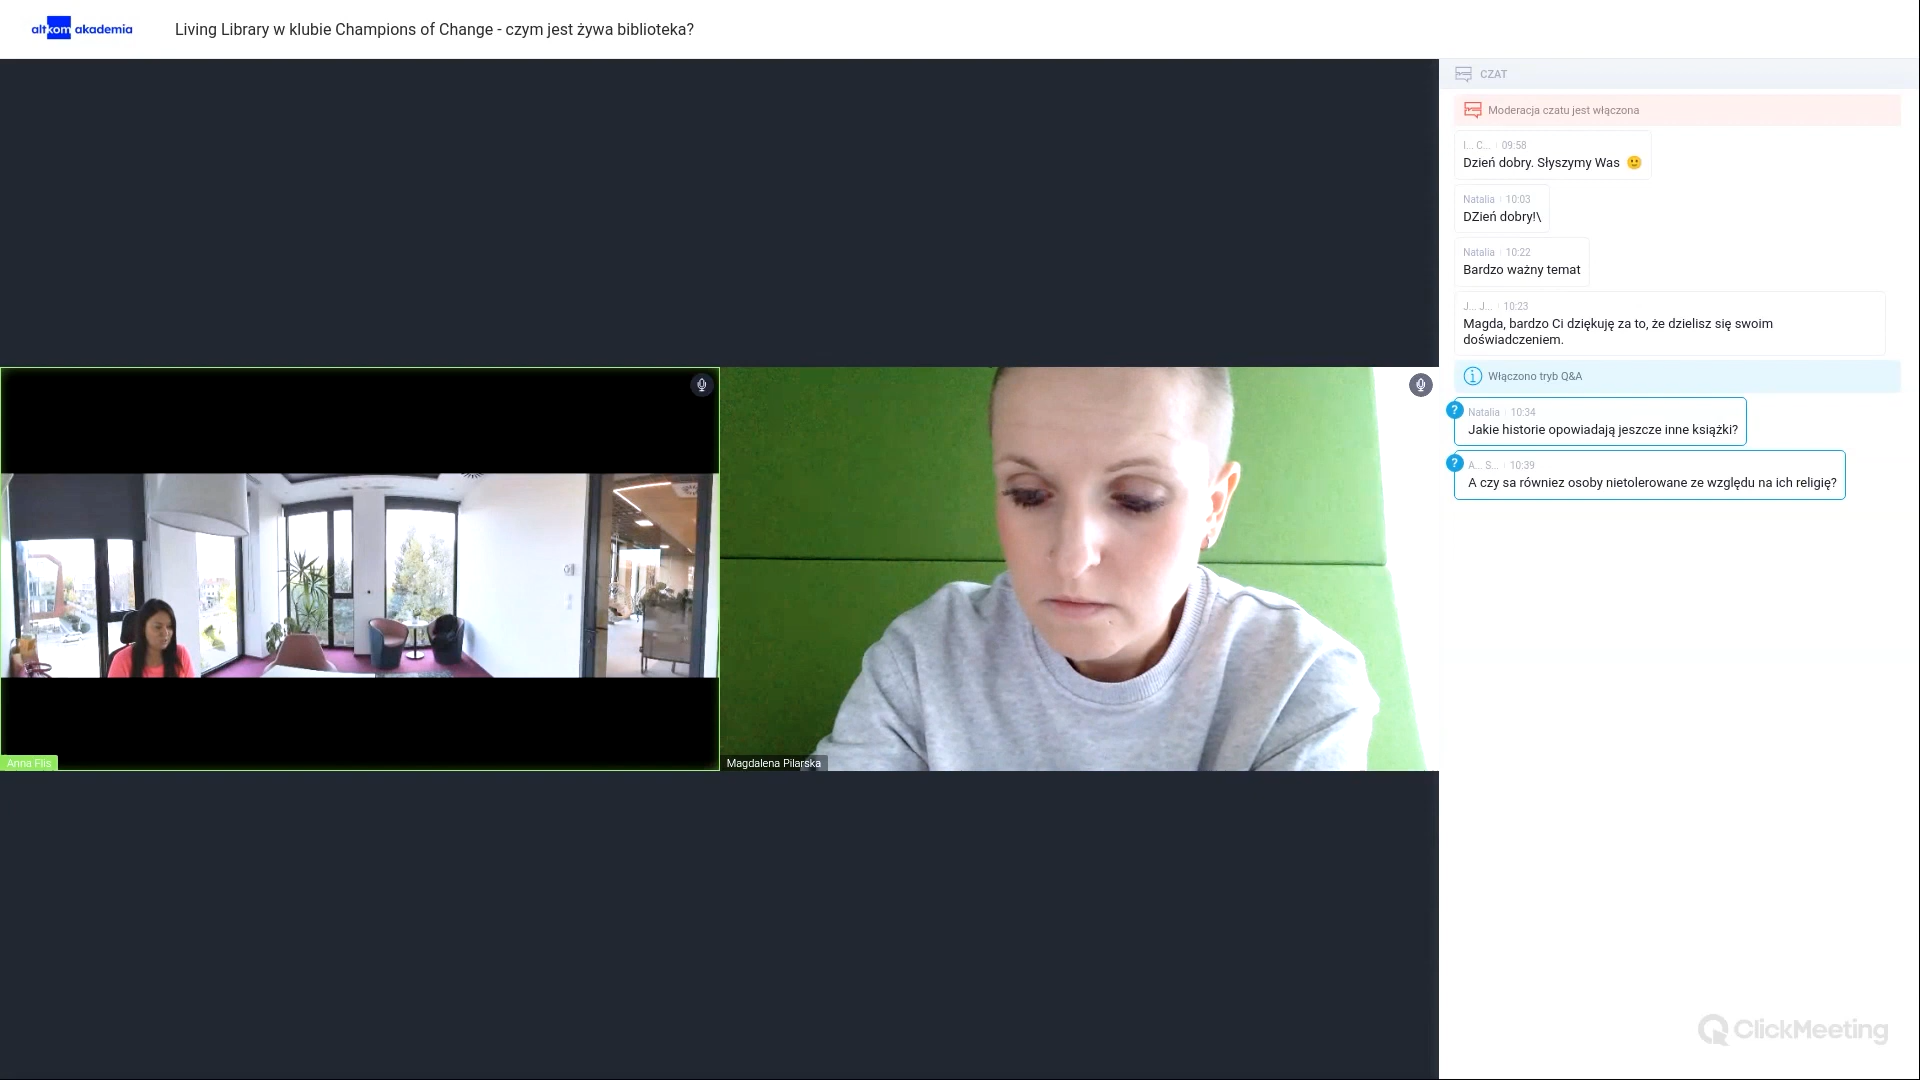 altkom akademia
Living Library w klubie Champions of Change - czym jest żywa biblioteka?
CZAT
Moderacja czatu jest włączona
I... C... 09:58
Dzień dobry. Słyszymy Was 🙂
Natalia 10:03
DZień dobry!\
Natalia 10:22
Bardzo ważny temat
J... J... 10:23
Magda, bardzo Ci dziękuję za to, że dzielisz się swoim
doświadczeniem.
Włączono tryb Q&A
?
Natalia 10:34
Jakie historie opowiadają jeszcze inne książki?
?
A... S... 10:39
A czy sa równiez osoby nietolerowane ze względu na ich religię?
Anna Flis
Magdalena Pilarska
ClickMeeting